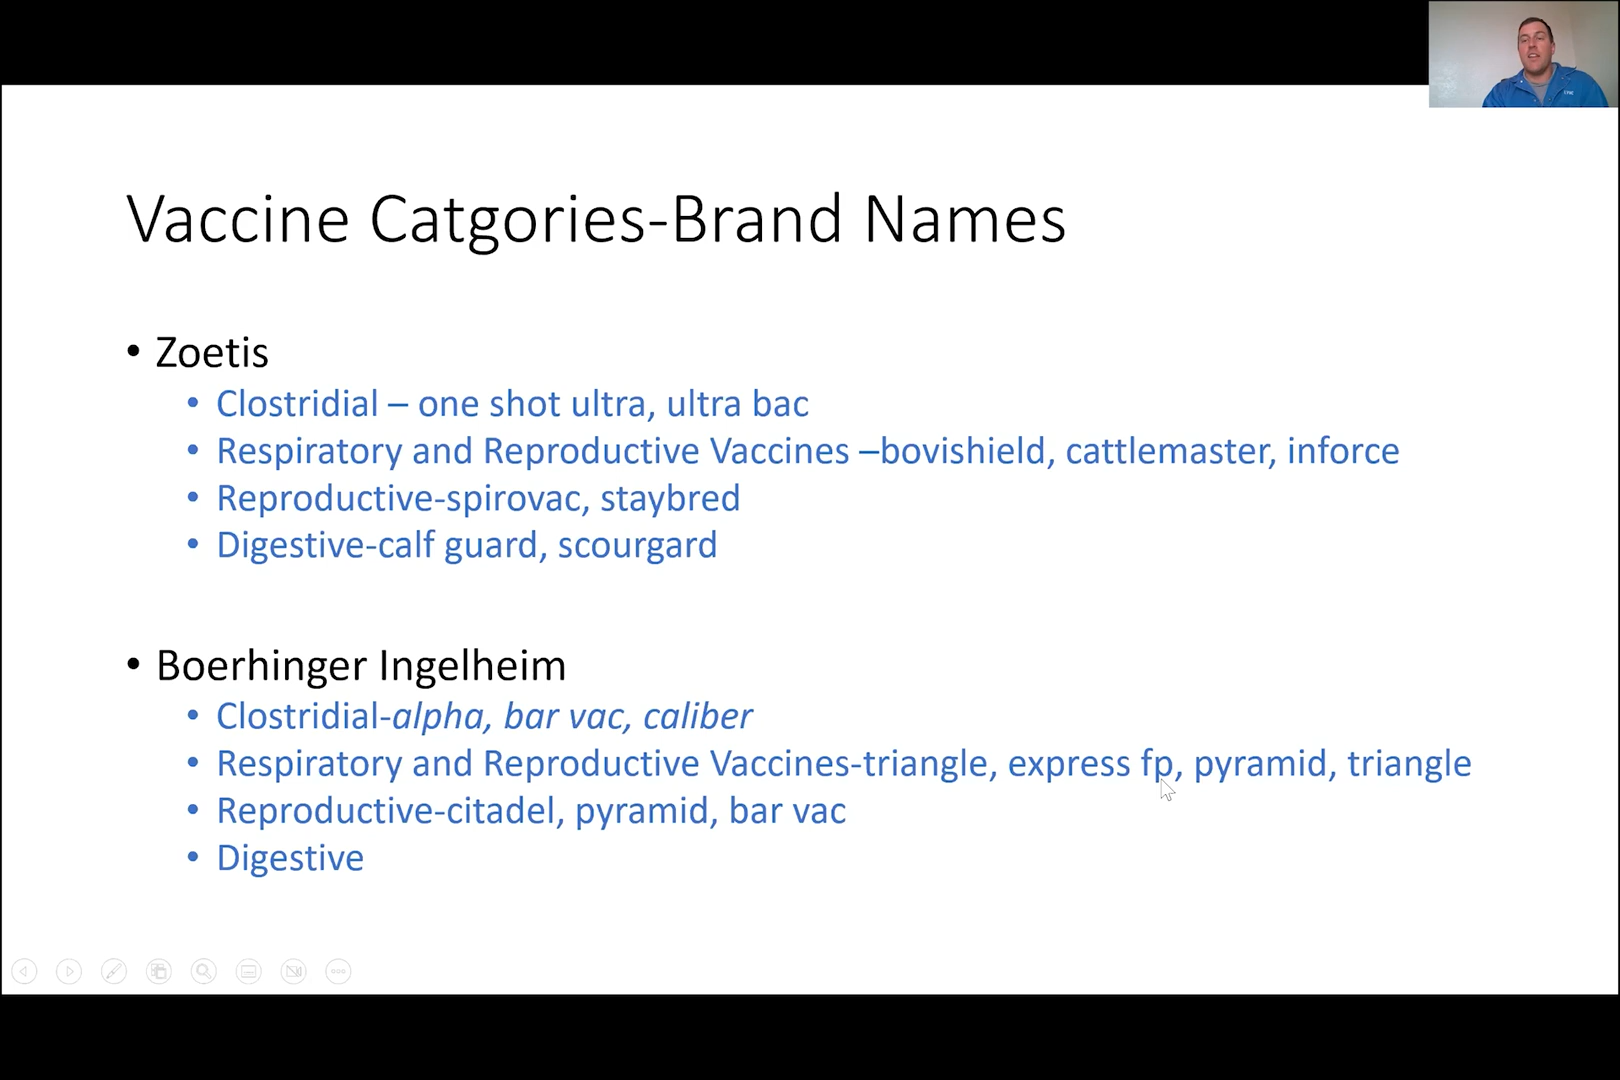 Vaccine Catgories-Brand Names
• Zoetis
• Clostridial – one shot ultra, ultra bac
• Respiratory and Reproductive Vaccines –bovishield, cattlemaster, inforce
• Reproductive-spirovac, staybred
• Digestive-calf guard, scourgard
• Boerhinger Ingelheim
• Clostridial-alpha, bar vac, caliber
• Respiratory and Reproductive Vaccines-triangle, express fp, pyramid, triangle
• Reproductive-citadel, pyramid, bar vac
• Digestive